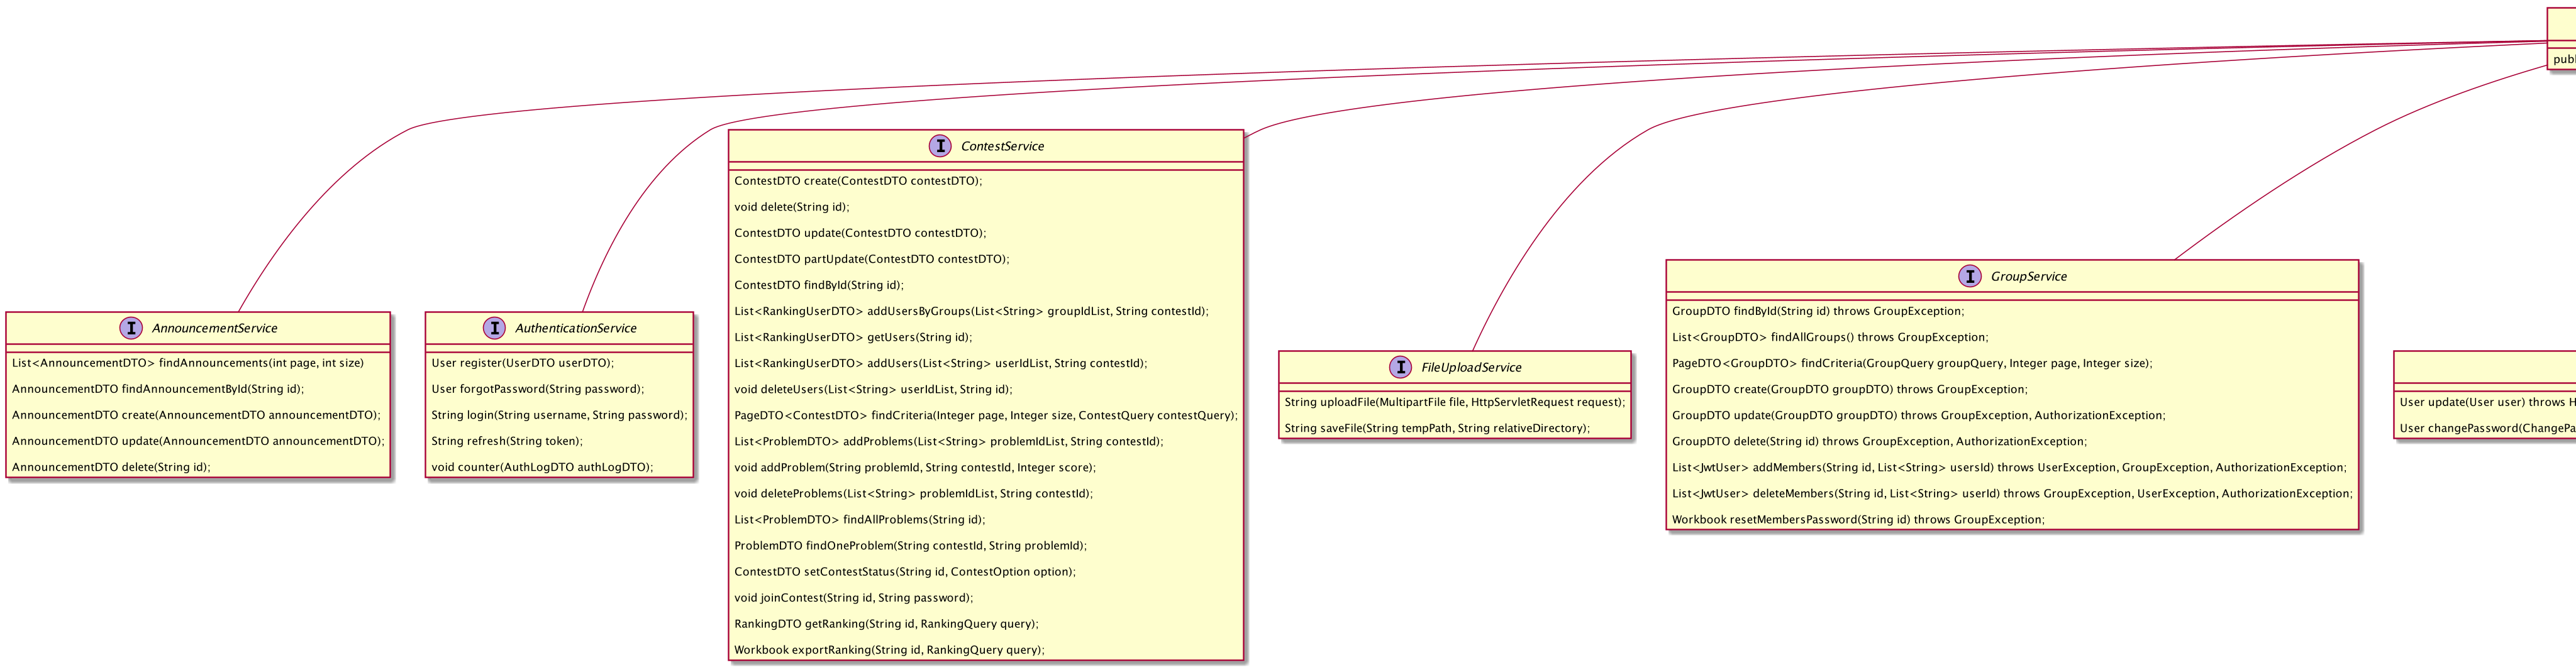 publ
I ContestService
ContestDTO create(ContestDTO contestDTO);
void delete(String id);
ContestDTO update(ContestDTO contestDTO);
ContestDTO partUpdate(ContestDTO contestDTO);
ContestDTO findById(String id);
List<RankingUserDTO> addUsersByGroups(List<String> groupIdList, String contestId);
List<RankingUserDTO> getUsers(String id);
List<RankingUserDTO> addUsers(List<String> userIdList, String contestId);
void deleteUsers(List<String> userIdList, String id);
PageDTO<ContestDTO> findCriteria(Integer page, Integer size, ContestQuery contestQuery);
List<ProblemDTO> addProblems(List<String> problemIdList, String contestId);
void addProblem(String problemId, String contestId, Integer score);
void deleteProblems(List<String> problemIdList, String contestId);
List<ProblemDTO> findAllProblems(String id);
ProblemDTO findOneProblem(String contestId, String problemId);
ContestDTO setContestStatus(String id, ContestOption option);
void joinContest(String id, String password);
RankingDTO getRanking(String id, RankingQuery query);
Workbook exportRanking(String id, RankingQuery query);
I AnnouncementService
List<AnnouncementDTO> findAnnouncements(int page, int size)
AnnouncementDTO findAnnouncementById(String id);
AnnouncementDTO create(AnnouncementDTO announcementDTO);
AnnouncementDTO update(AnnouncementDTO announcementDTO);
AnnouncementDTO delete(String id);
I AuthenticationService
User register(UserDTO userDTO);
User forgotPassword(String password);
String login(String username, String password);
String refresh(String token);
void counter(AuthLogDTO authLogDTO);
I FileUploadService
String uploadFile(MultipartFile file, HttpServletRequest request);
String saveFile(String tempPath, String relativeDirectory);
I GroupService
GroupDTO findById(String id) throws GroupException;
List<GroupDTO> findAllGroups() throws GroupException;
PageDTO<GroupDTO> findCriteria(GroupQuery groupQuery, Integer page, Integer size);
GroupDTO create(GroupDTO groupDTO) throws GroupException;
GroupDTO update(GroupDTO groupDTO) throws GroupException, AuthorizationException;
GroupDTO delete(String id) throws GroupException, AuthorizationException;
List<JwtUser> addMembers(String id, List<String> usersId) throws UserException, GroupException, AuthorizationException;
List<JwtUser> deleteMembers(String id, List<String> userId) throws GroupException, UserException, AuthorizationException;
Workbook resetMembersPassword(String id) throws GroupException;
User update(User user) throws H
User changePassword(ChangePa